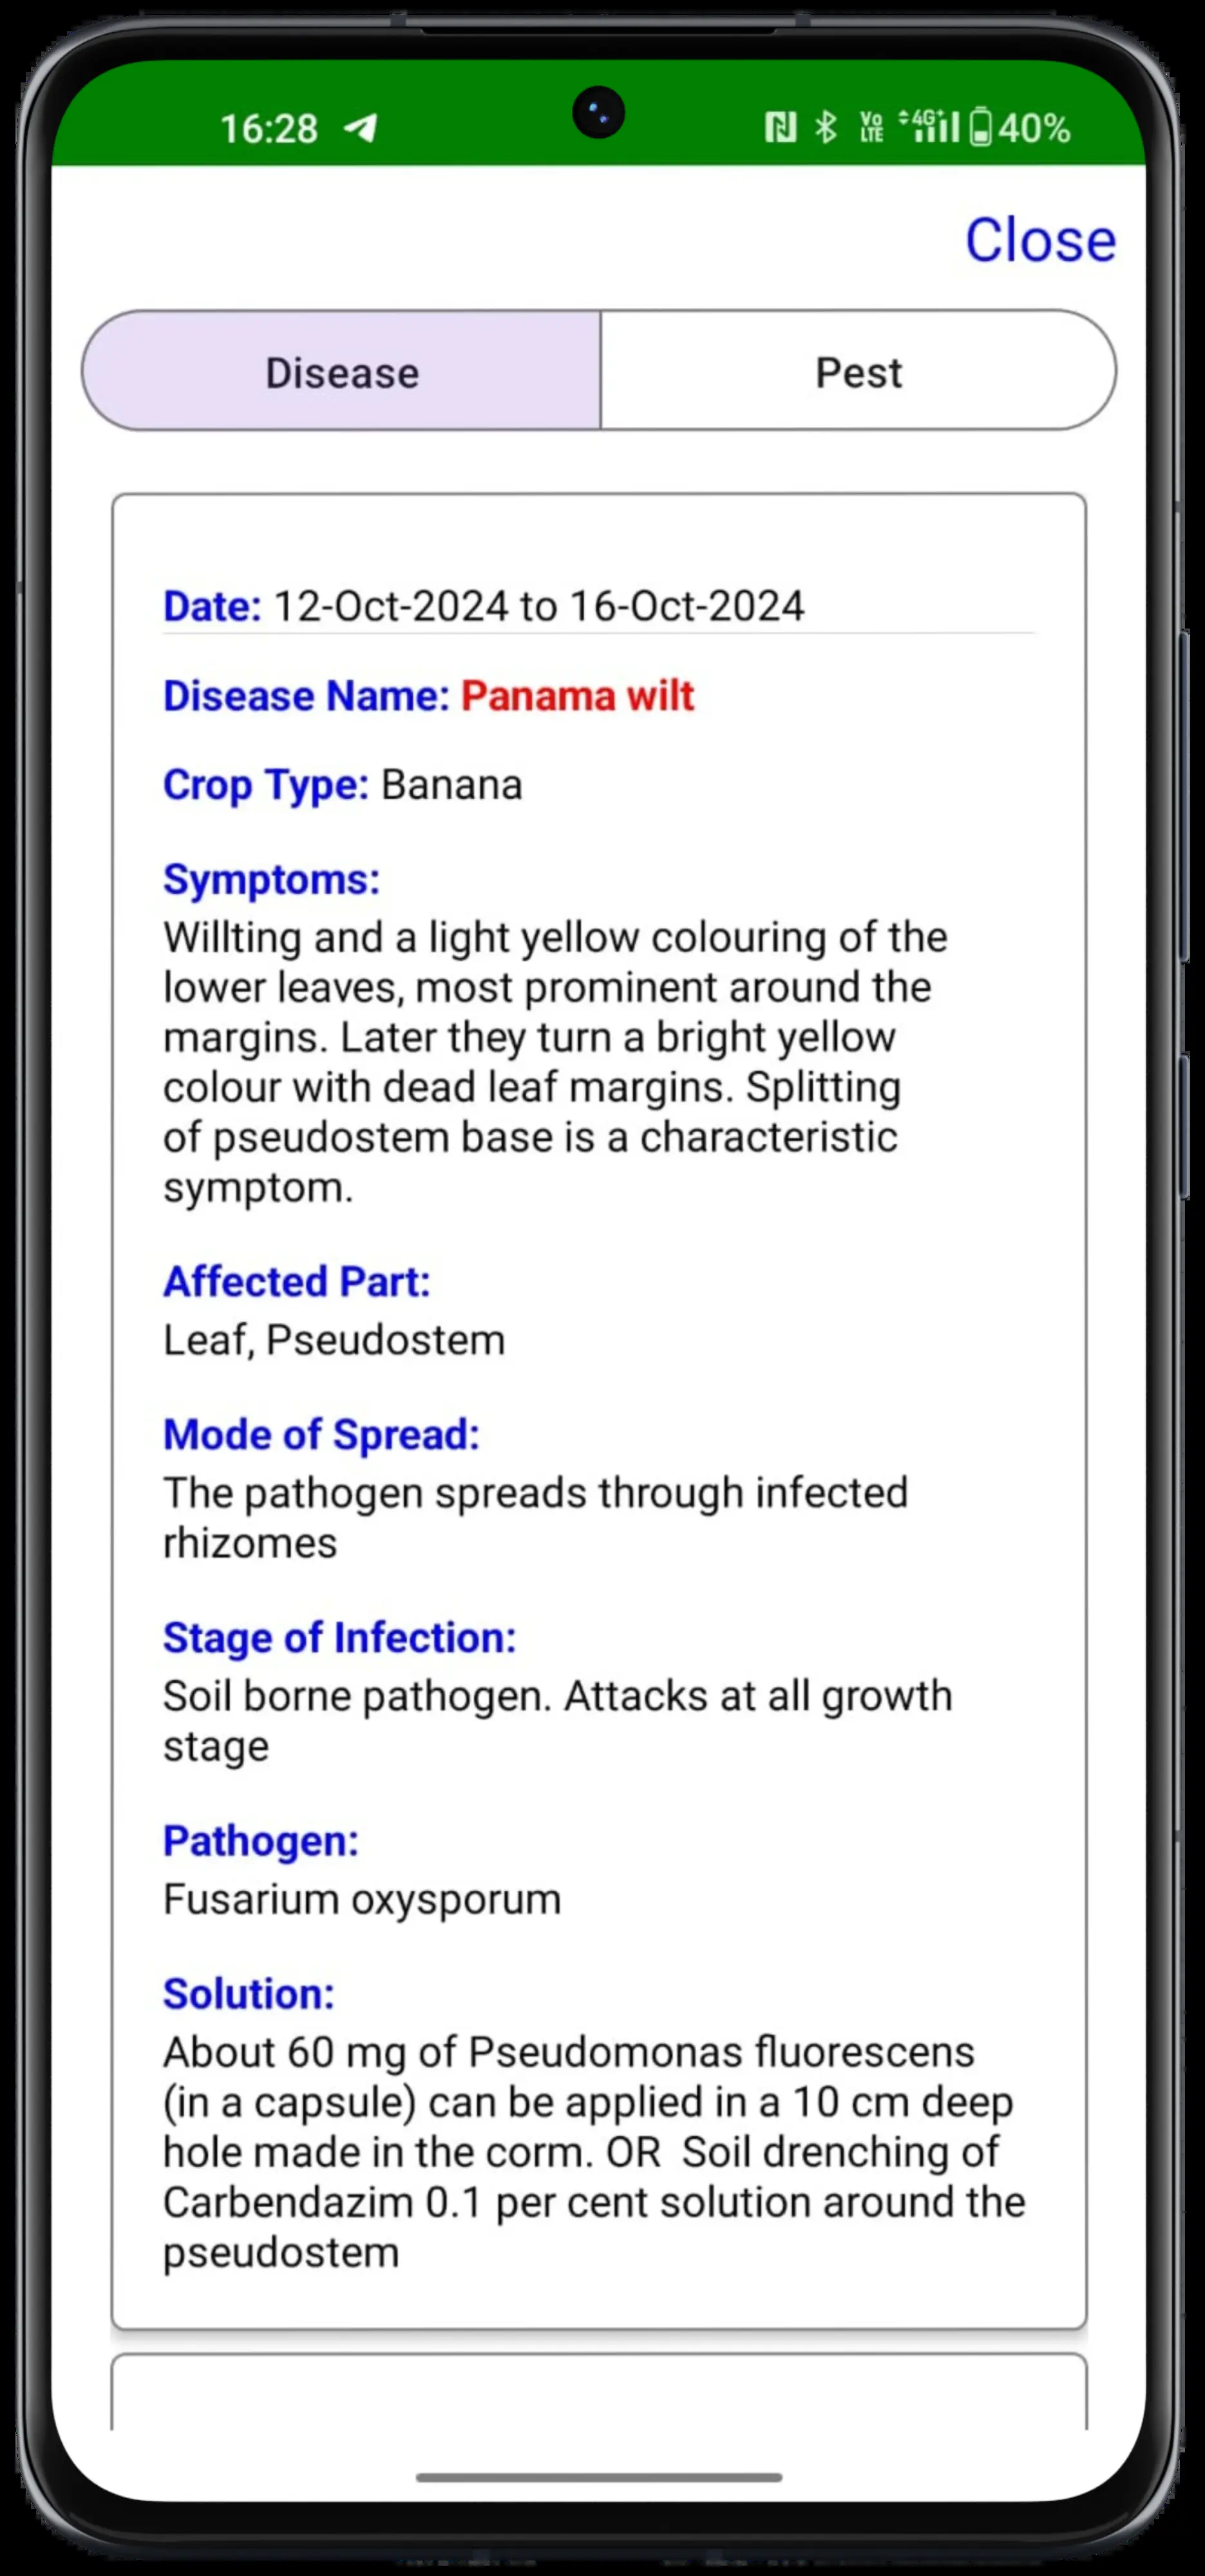 16:28 Vo LTE 4G+ 40%
Close
Disease Pest
Date: 12-Oct-2024 to 16-Oct-2024
Disease Name: Panama wilt
Crop Type: Banana
Symptoms:
Willting and a light yellow colouring of the
lower leaves, most prominent around the
margins. Later they turn a bright yellow
colour with dead leaf margins. Splitting
of pseudostem base is a characteristic
symptom.
Affected Part:
Leaf, Pseudostem
Mode of Spread:
The pathogen spreads through infected
rhizomes
Stage of Infection:
Soil borne pathogen. Attacks at all growth
stage
Pathogen:
Fusarium oxysporum
Solution:
About 60 mg of Pseudomonas fluorescens
(in a capsule) can be applied in a 10 cm deep
hole made in the corm. OR  Soil drenching of
Carbendazim 0.1 per cent solution around the
pseudostem